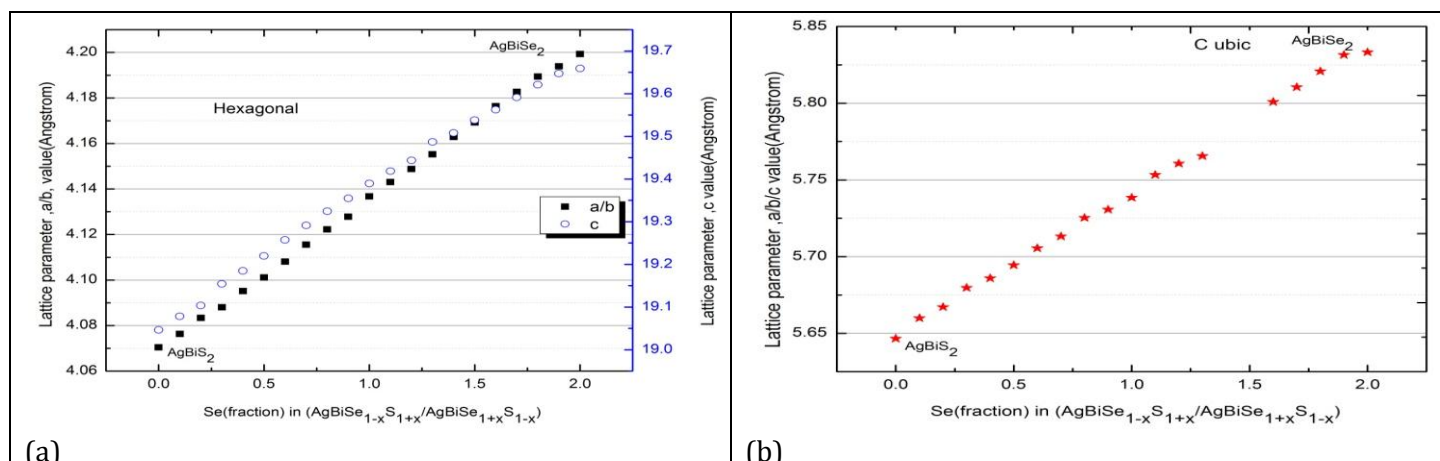 4.20
4.18
4.16
4.14
4.12
4.10
4.08
4.06
Lattice parameter ,a/b, value(Angstrom)
AgBiSe2
Hexagonal
a/b
c
AgBiS2
19.7
19.6
19.5
19.4
19.3
19.2
19.1
19.0
Lattice parameter ,c value(Angstrom)
0.0 0.5 1.0 1.5 2.0
Se(fraction) in (AgBiSe1-xS1+x/AgBiSe1+xS1-x)
(a)
5.85
5.80
5.75
5.70
5.65
Lattice parameter ,a/b/c value(Angstrom)
C ubic
AgBiSe2
AgBiS2
0.0 0.5 1.0 1.5 2.0
Se(fraction) in (AgBiSe1-xS1+x/AgBiSe1+xS1-x)
(b)